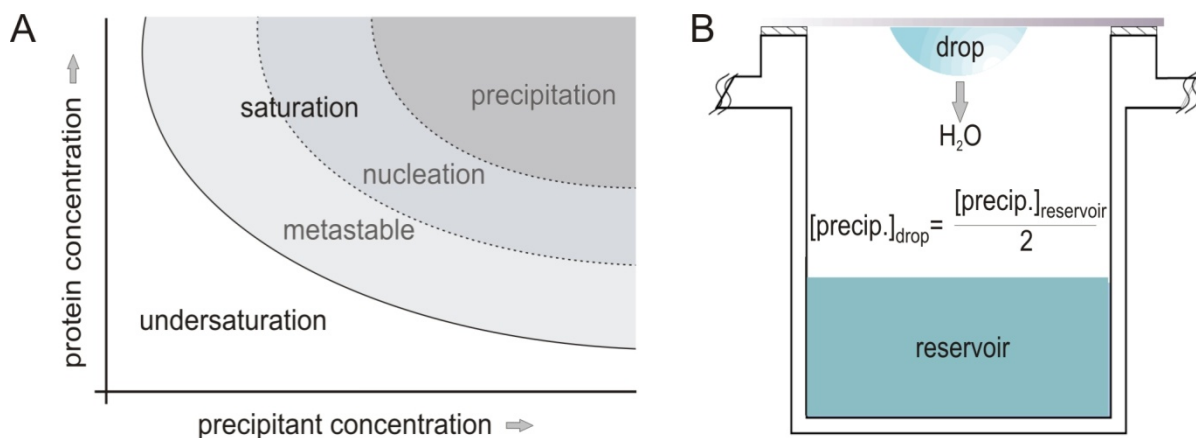 A
protein concentration
saturation
precipitation
nucleation
metastable
undersaturation
precipitant concentration
B
drop
H₂O
[precip.]drop= [precip.]reservoir
2
reservoir